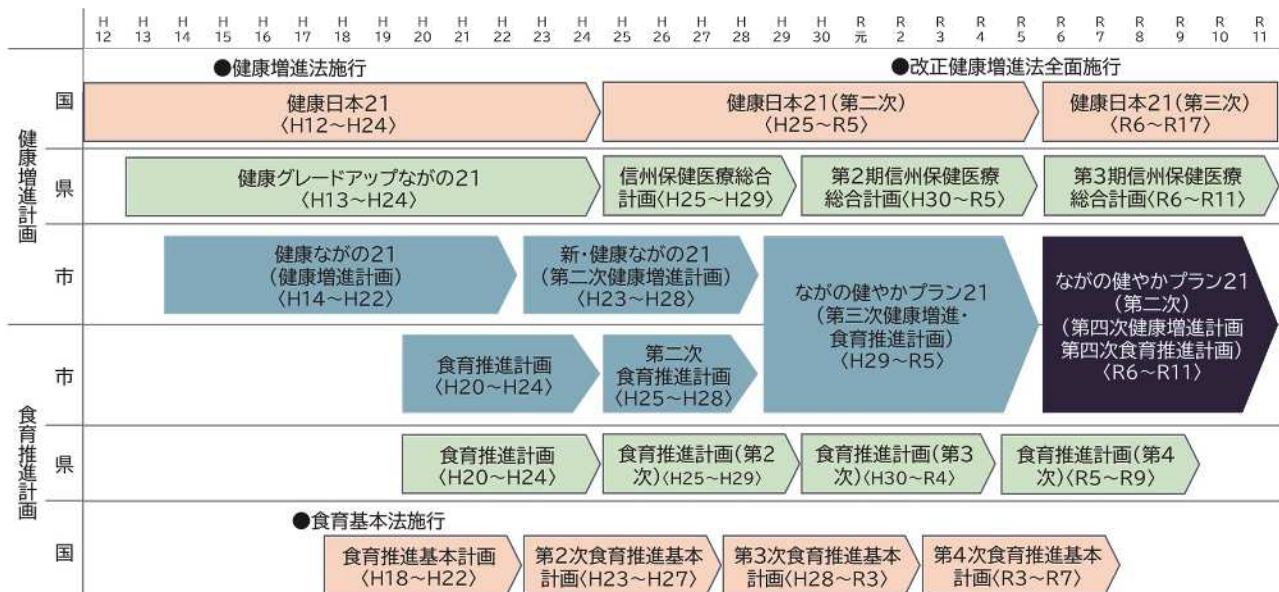 H12 H13 H14 H15 H16 H17 H18 H19 H20 H21 H22 H23 H24 H25 H26 H27 H28 H29 H30 R元 R2 R3 R4 R5 R6 R7 R8 R9 R10 R11
健康増進計画
国
●健康増進法施行
●改正健康増進法全面施行
健康日本21
〈H12～H24〉
健康日本21(第二次)
〈H25～R5〉
健康日本21(第三次)
〈R6～R17〉
県
健康グレードアップながの21
〈H13～H24〉
信州保健医療総合
計画〈H25～H29〉
第2期信州保健医療
総合計画〈H30～R5〉
第3期信州保健医療
総合計画〈R6～R11〉
市
健康ながの21
(健康増進計画)
〈H14～H22〉
新・健康ながの21
(第二次健康増進計画)
〈H23～H28〉
ながの健やかプラン21
(第三次健康増進・
食育推進計画)
〈H29～R5〉
ながの健やかプラン21
(第二次)
(第四次健康増進計画
第四次食育推進計画)
〈R6～R11〉
食育推進計画
市
食育推進計画
〈H20～H24〉
第二次
食育推進計画
〈H25～H28〉
県
食育推進計画
〈H20～H24〉
食育推進計画(第2
次)〈H25～H29〉
食育推進計画(第3
次)〈H30～R4〉
食育推進計画(第4
次)〈R5～R9〉
国
●食育基本法施行
食育推進基本計画
〈H18～H22〉
第2次食育推進基本
計画〈H23～H27〉
第3次食育推進基本
計画〈H28～R3〉
第4次食育推進基本
計画〈R3～R7〉